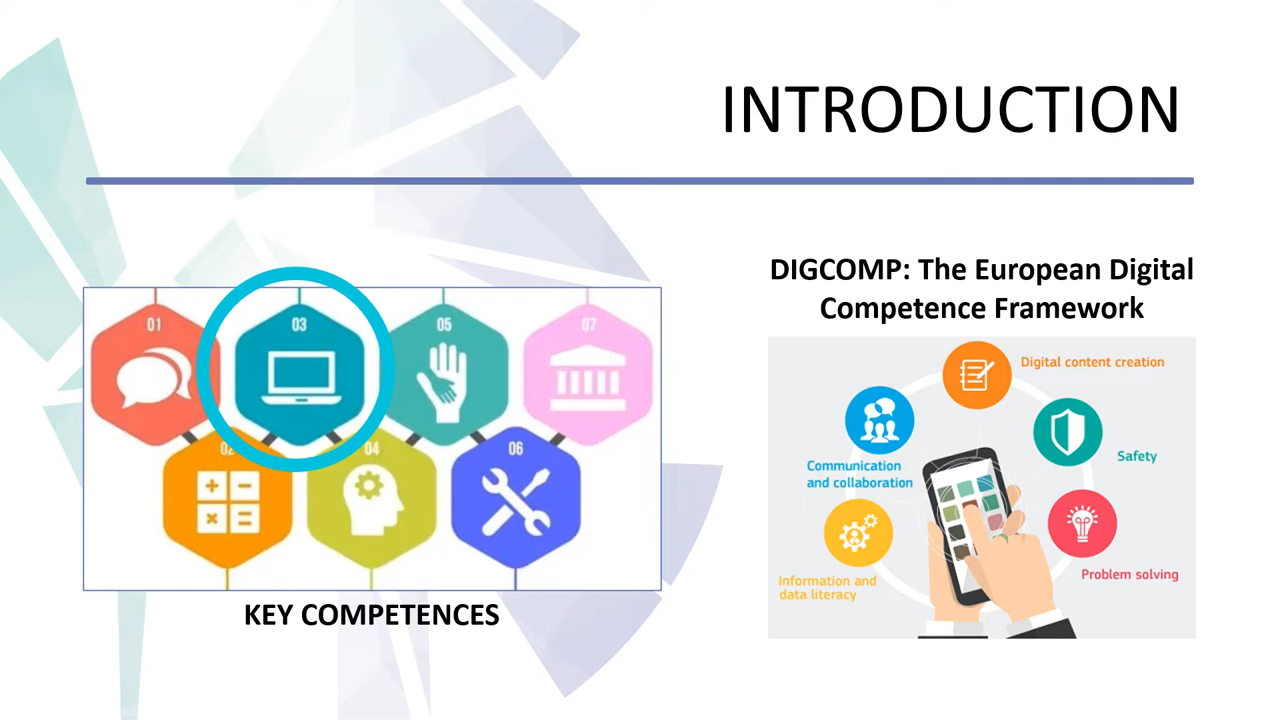 INTRODUCTION
01
03
05
07
02
04
06
KEY COMPETENCES
DIGCOMP: The European Digital
Competence Framework
Digital content creation
Communication
and collaboration
Safety
Information and
data literacy
Problem solving